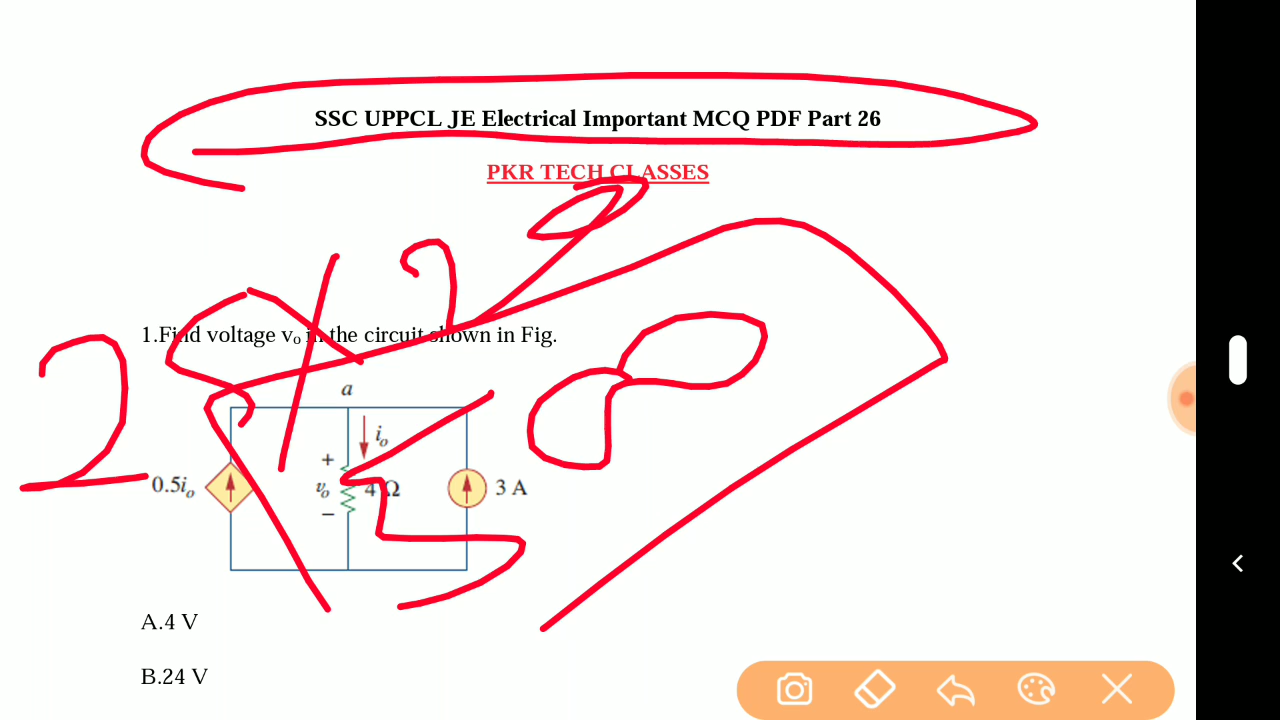 SSC UPPCL JE Electrical Important MCQ PDF Part 26
PKR TECH CLASSES
1.Find voltage vₒ in the circuit shown in Fig.
a
iₒ
+
0.5iₒ vₒ 4 Ω 3 A
−
A.4 V
B.24 V